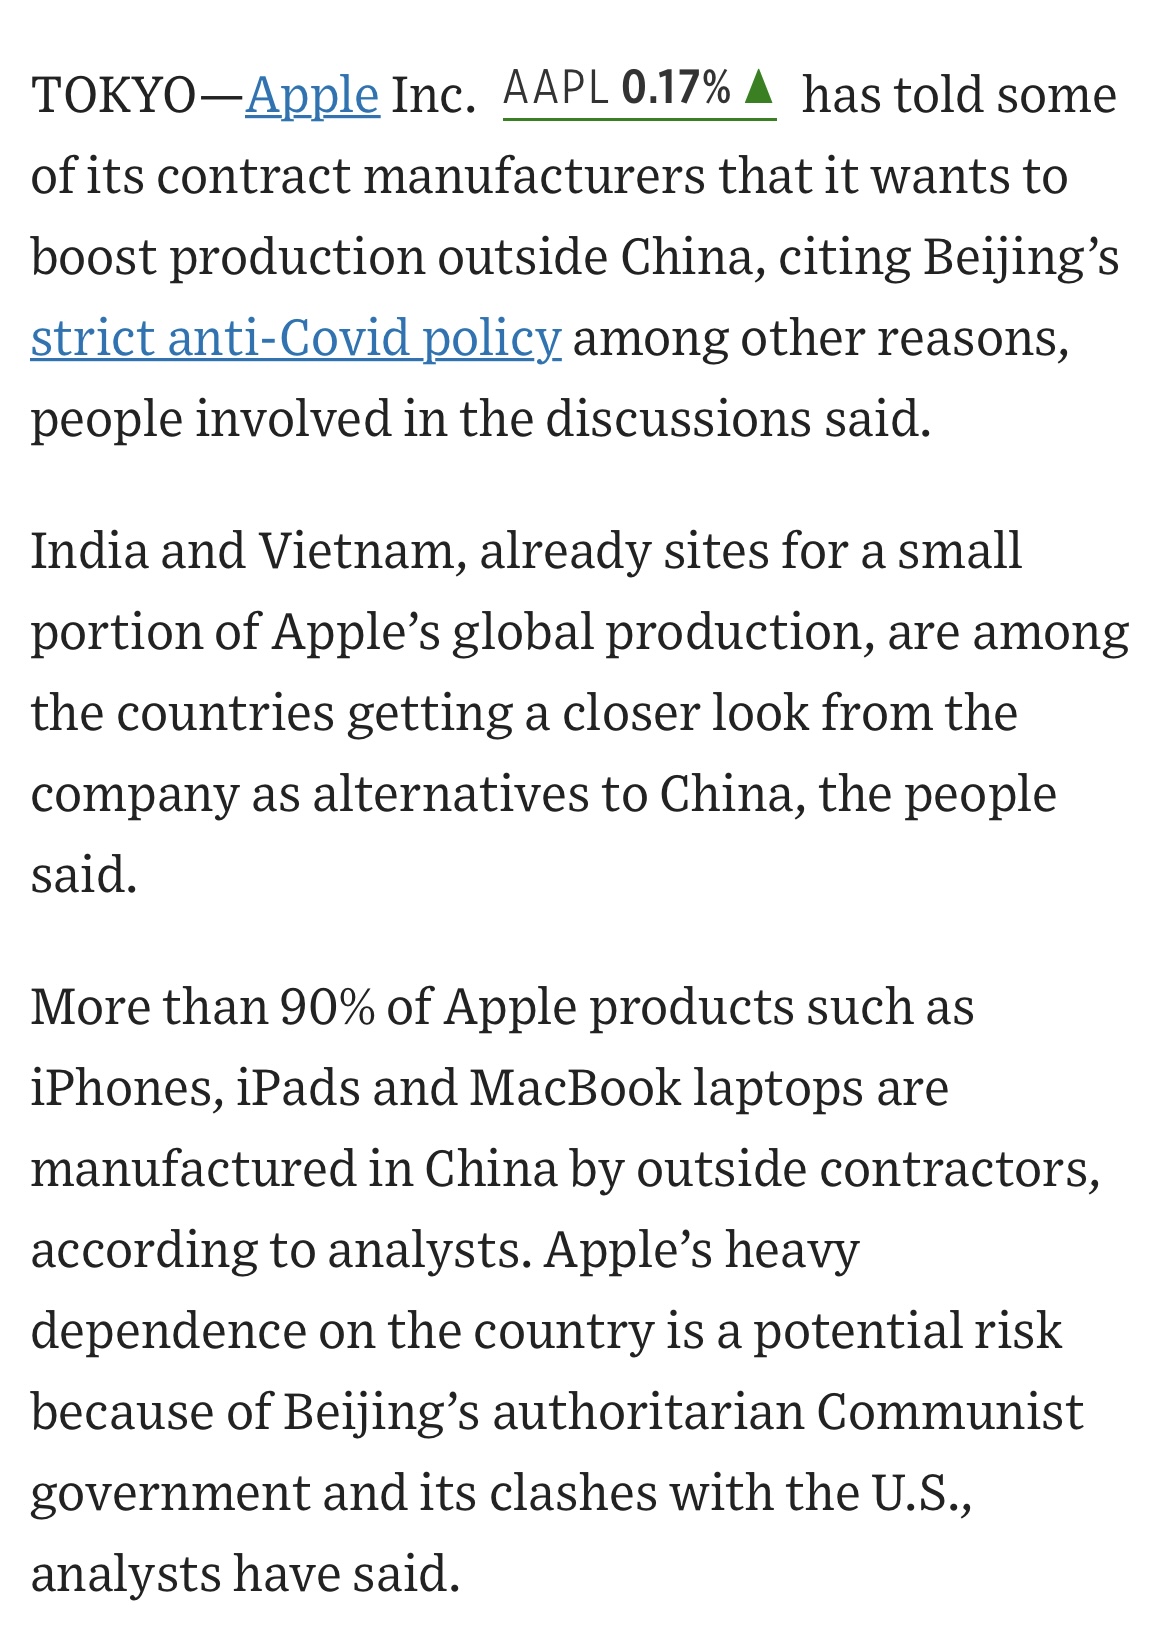 TOKYO—Apple Inc. AAPL 0.17% ▲ has told some
of its contract manufacturers that it wants to
boost production outside China, citing Beijing’s
strict anti-Covid policy among other reasons,
people involved in the discussions said.
India and Vietnam, already sites for a small
portion of Apple’s global production, are among
the countries getting a closer look from the
company as alternatives to China, the people
said.
More than 90% of Apple products such as
iPhones, iPads and MacBook laptops are
manufactured in China by outside contractors,
according to analysts. Apple’s heavy
dependence on the country is a potential risk
because of Beijing’s authoritarian Communist
government and its clashes with the U.S.,
analysts have said.